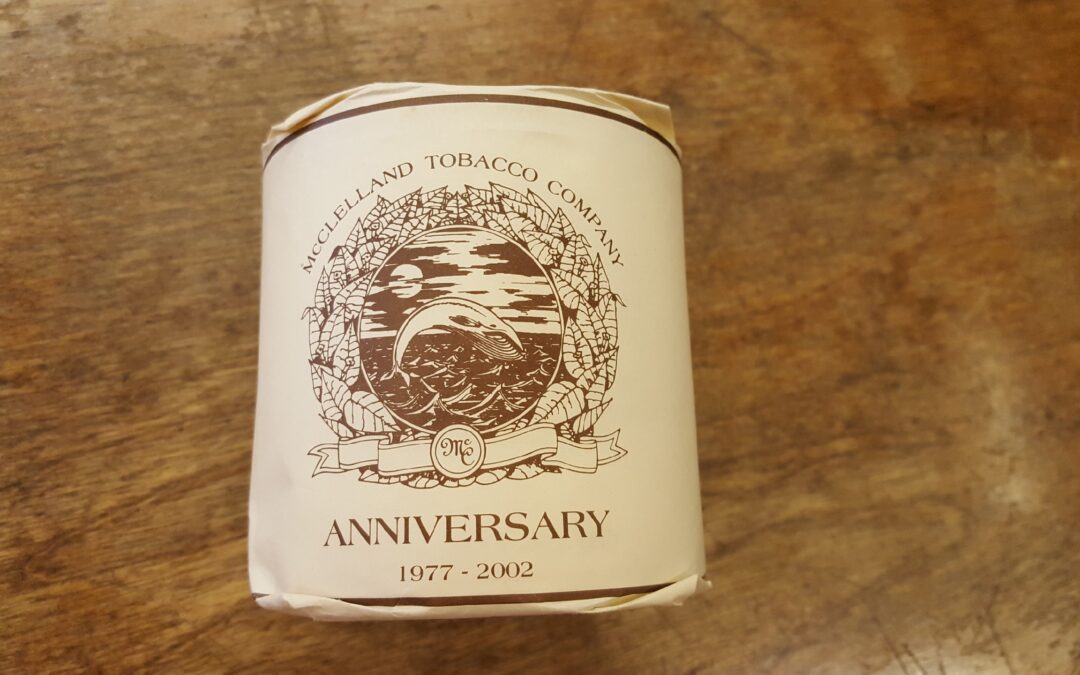 McCLELLAND TOBACCO COMPANY
McC
ANNIVERSARY
1977 - 2002